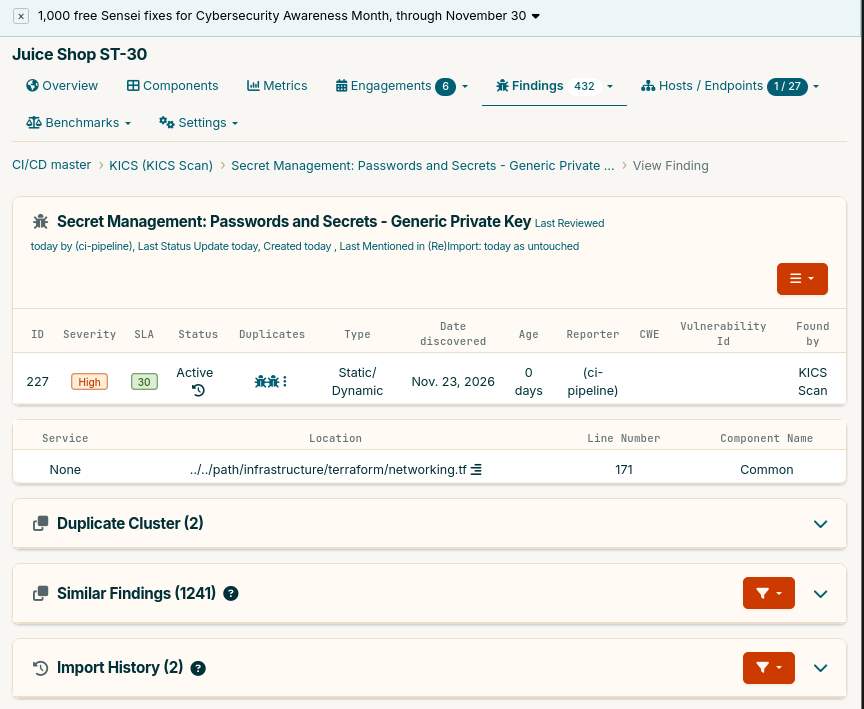 1,000 free Sensei fixes for Cybersecurity Awareness Month, through November 30
Juice Shop ST-30
Overview Components Metrics Engagements 6 Findings 432 Hosts / Endpoints 1 / 27
Benchmarks Settings
CI/CD master > KICS (KICS Scan) > Secret Management: Passwords and Secrets - Generic Private ... > View Finding
Secret Management: Passwords and Secrets - Generic Private Key Last Reviewed
today by (ci-pipeline), Last Status Update today, Created today , Last Mentioned in (Re)Import: today as untouched
ID Severity SLA Status Duplicates Type Date discovered Age Reporter CWE Vulnerability Id Found by
227 High 30 Active Static/ Dynamic Nov. 23, 2026 0 days (ci-pipeline) KICS Scan
Service Location Line Number Component Name
None ../../path/infrastructure/terraform/networking.tf 171 Common
Duplicate Cluster (2)
Similar Findings (1241) ?
Import History (2) ?